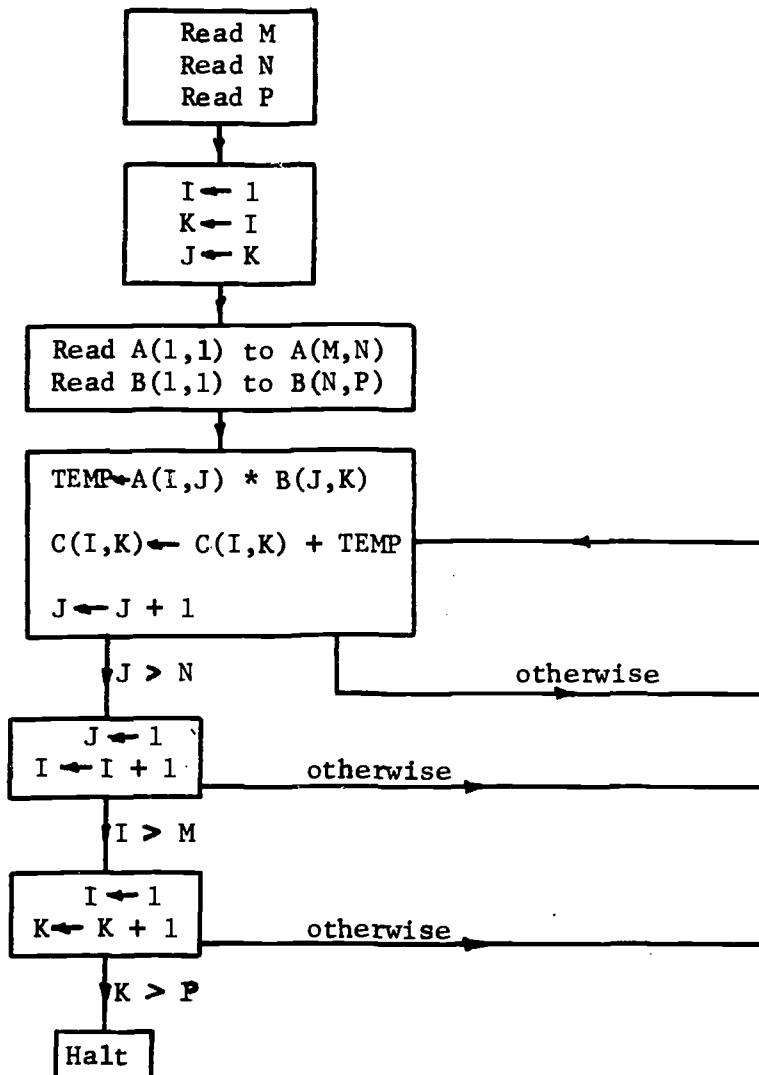 Read M
Read N
Read P
I ← 1
K ← I
J ← K
Read A(1,1) to A(M,N)
Read B(1,1) to B(N,P)
TEMP←A(I,J) * B(J,K)
C(I,K)← C(I,K) + TEMP
J ← J + 1
J > N
otherwise
J ← 1
I ← I + 1
otherwise
I > M
I ← 1
K ← K + 1
otherwise
K > P
Halt